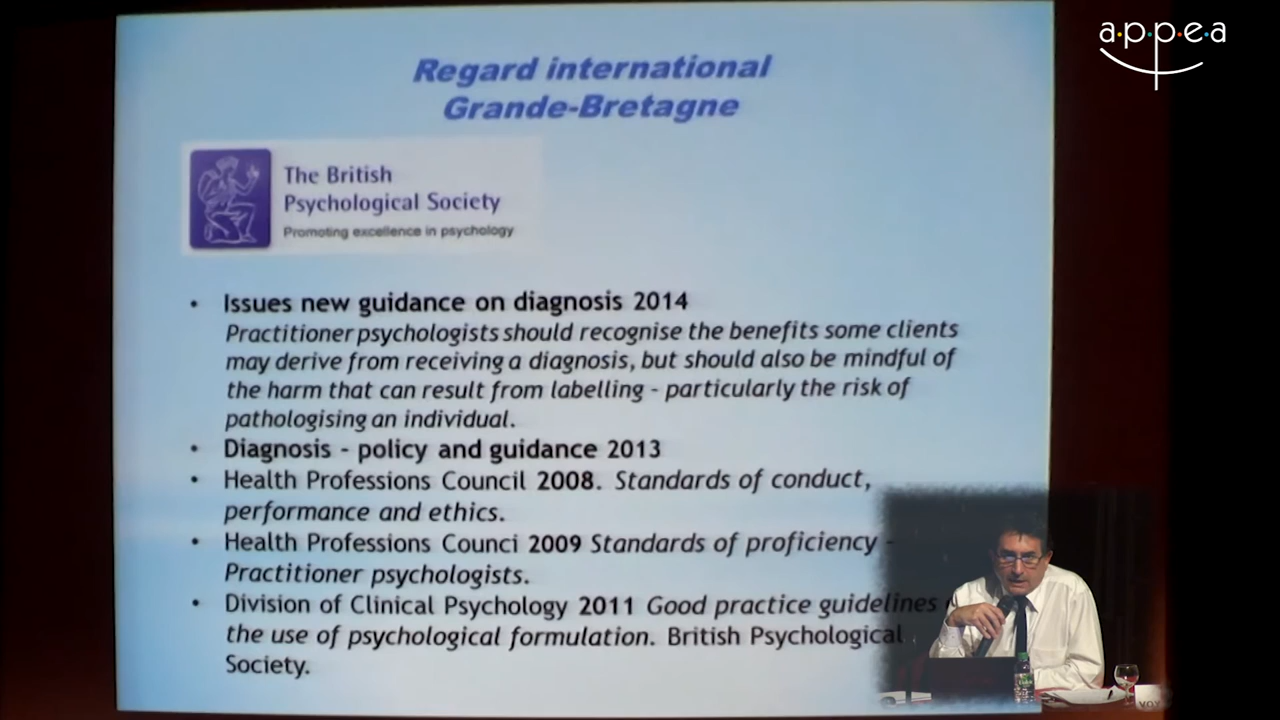 a·p·p·e·a
Regard international
Grande-Bretagne
The British
Psychological Society
Promoting excellence in psychology
• Issues new guidance on diagnosis 2014
Practitioner psychologists should recognise the benefits some clients
may derive from receiving a diagnosis, but should also be mindful of
the harm that can result from labelling - particularly the risk of
pathologising an individual.
• Diagnosis - policy and guidance 2013
• Health Professions Council 2008. Standards of conduct,
performance and ethics.
• Health Professions Counci 2009 Standards of proficiency -
Practitioner psychologists.
• Division of Clinical Psychology 2011 Good practice guidelines
the use of psychological formulation. British Psychological
Society.